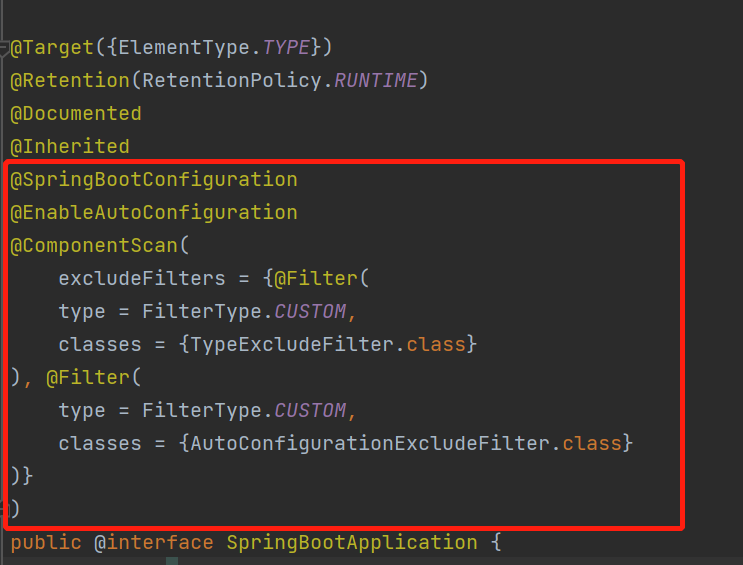 @Target({ElementType.TYPE})
@Retention(RetentionPolicy.RUNTIME)
@Documented
@Inherited
@SpringBootConfiguration
@EnableAutoConfiguration
@ComponentScan(
    excludeFilters = {@Filter(
    type = FilterType.CUSTOM,
    classes = {TypeExcludeFilter.class}
), @Filter(
    type = FilterType.CUSTOM,
    classes = {AutoConfigurationExcludeFilter.class}
)}
)
public @interface SpringBootApplication {